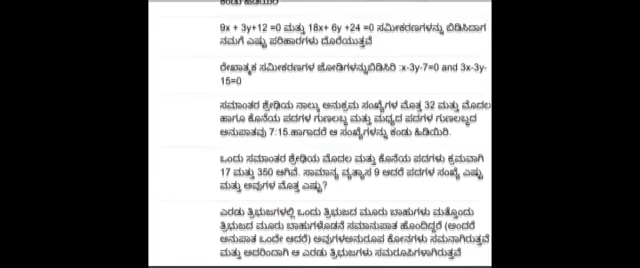 ಕಂಡು ಹಿಡಿಯಿರಿ
9x + 3y+12 =0 ಮತ್ತು 18x+ 6y +24 =0 ಸಮೀಕರಣಗಳನ್ನು ಬಿಡಿಸಿದಾಗ
ನಮಗೆ ಎಷ್ಟು ಪರಿಹಾರಗಳು ದೊರೆಯುತ್ತವೆ
ರೇಖಾತ್ಮಕ ಸಮೀಕರಣಗಳ ಜೋಡಿಗಳನ್ನುಬಿಡಿಸಿರಿ :x-3y-7=0 and 3x-3y-
15=0
ಸಮಾಂತರ ಶ್ರೇಢಿಯ ನಾಲ್ಕು ಅನುಕ್ರಮ ಸಂಖ್ಯೆಗಳ ಮೊತ್ತ 32 ಮತ್ತು ಮೊದಲ
ಹಾಗೂ ಕೊನೆಯ ಪದಗಳ ಗುಣಲಬ್ಧ ಮತ್ತು ಮಧ್ಯದ ಪದಗಳ ಗುಣಲಬ್ಧದ
ಅನುಪಾತವು 7:15.ಹಾಗಾದರೆ ಆ ಸಂಖ್ಯೆಗಳನ್ನು ಕಂಡು ಹಿಡಿಯಿರಿ.
ಒಂದು ಸಮಾಂತರ ಶ್ರೇಢಿಯ ಮೊದಲ ಮತ್ತು ಕೊನೆಯ ಪದಗಳು ಕ್ರಮವಾಗಿ
17 ಮತ್ತು 350 ಆಗಿವೆ. ಸಾಮಾನ್ಯ ವ್ಯತ್ಯಾಸ 9 ಆದರೆ ಪದಗಳ ಸಂಖ್ಯೆ ಎಷ್ಟು
ಮತ್ತು ಅವುಗಳ ಮೊತ್ತ ಎಷ್ಟು?
ಎರಡು ತ್ರಿಭುಜಗಳಲ್ಲಿ ಒಂದು ತ್ರಿಭುಜದ ಮೂರು ಬಾಹುಗಳು ಮತ್ತೊಂದು
ತ್ರಿಭುಜದ ಮೂರು ಬಾಹುಗಳೊಡನೆ ಸಮಾನುಪಾತ ಹೊಂದಿದ್ದರೆ (ಅಂದರೆ
ಅನುಪಾತ ಒಂದೇ ಆದರೆ) ಅವುಗಳಅನುರೂಪ ಕೋನಗಳು ಸಮನಾಗಿರುತ್ತವೆ
ಮತ್ತು ಅದರಿಂದಾಗಿ ಆ ಎರಡು ತ್ರಿಭುಜಗಳು ಸಮರೂಪಿಗಳಾಗಿರುತ್ತವೆ